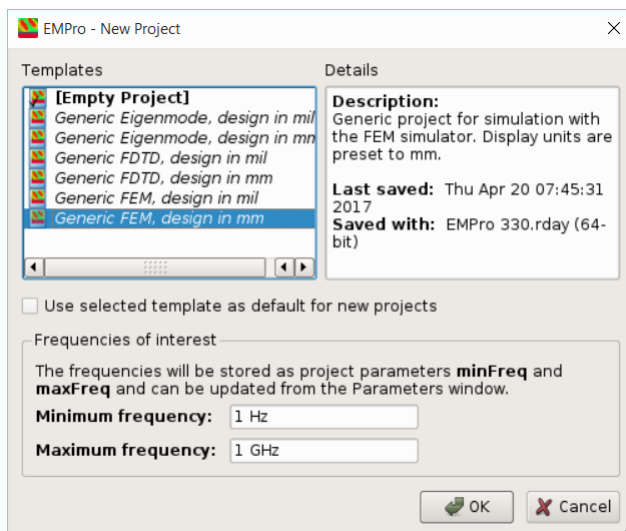 EMPro - New Project
Templates
[Empty Project]
Generic Eigenmode, design in mil
Generic Eigenmode, design in mm
Generic FDTD, design in mil
Generic FDTD, design in mm
Generic FEM, design in mil
Generic FEM, design in mm
Details
Description:
Generic project for simulation with
the FEM simulator. Display units are
preset to mm.
Last saved: Thu Apr 20 07:45:31
2017
Saved with: EMPro 330.rday (64-
bit)
Use selected template as default for new projects
Frequencies of interest
The frequencies will be stored as project parameters minFreq and
maxFreq and can be updated from the Parameters window.
Minimum frequency: 1 Hz
Maximum frequency: 1 GHz
OK
Cancel